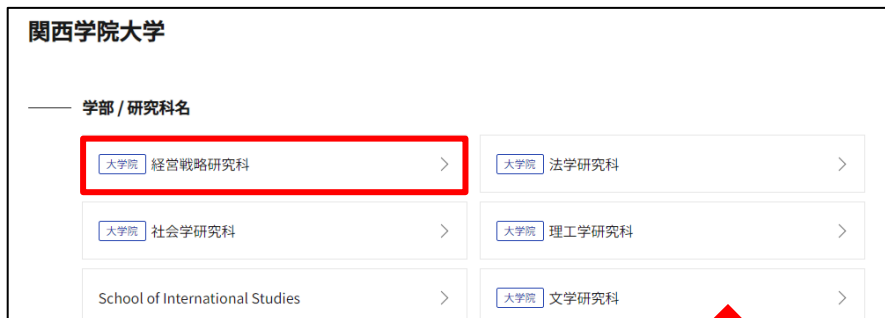 関西学院大学
学部 / 研究科名
大学院 経営戦略研究科
大学院 法学研究科
大学院 社会学研究科
大学院 理工学研究科
School of International Studies
大学院 文学研究科